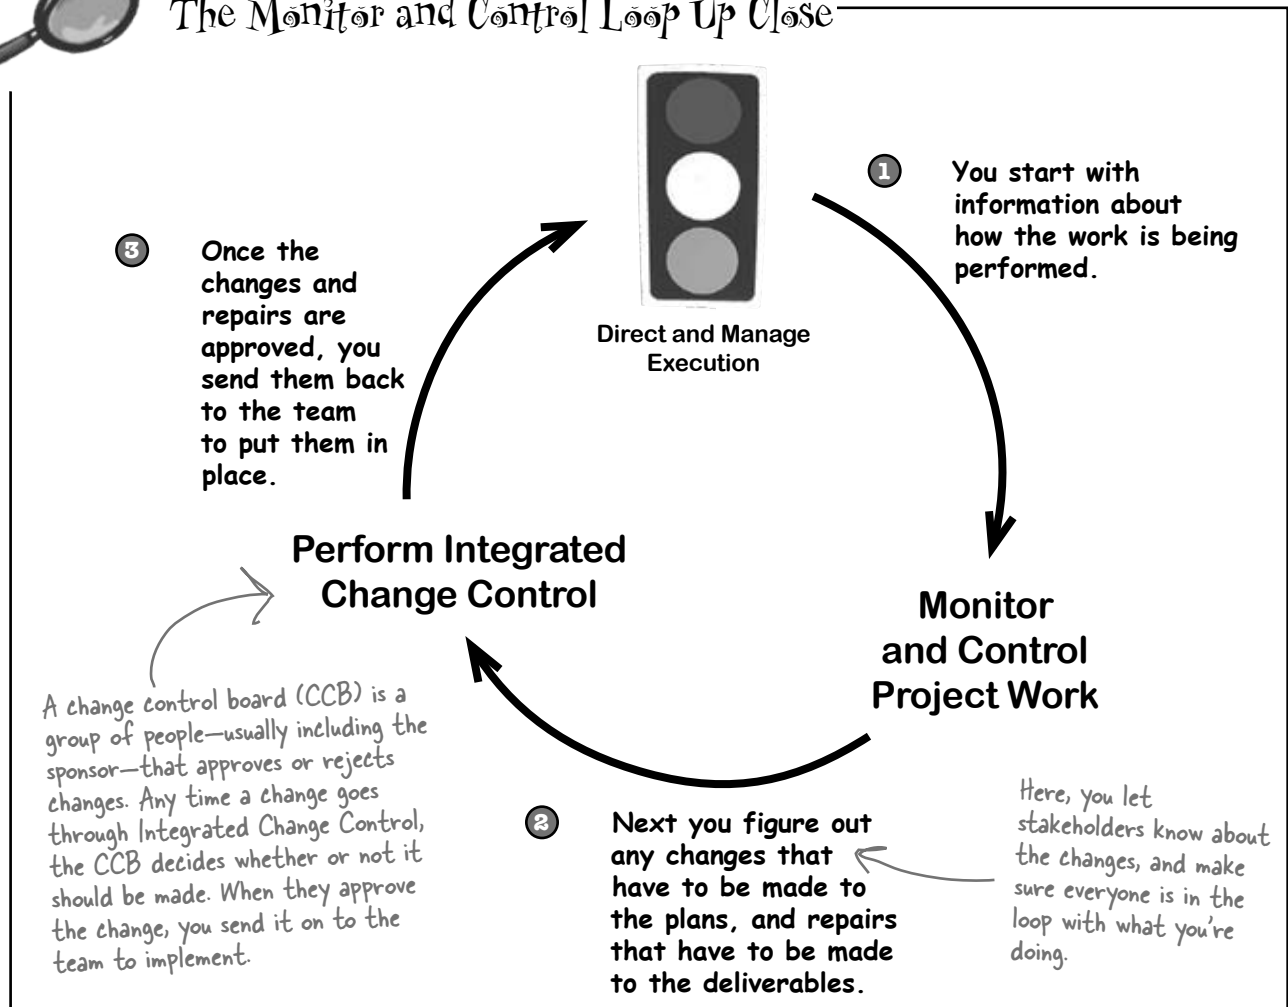 The Monitor and Control Loop Up Close
1
You start with
information about
how the work is being
performed.
3
Once the
changes and
repairs are
approved, you
send them back
to the team
to put them in
place.
Direct and Manage
Execution
Perform Integrated
Change Control
Monitor
and Control
Project Work
A change control board (CCB) is a
group of people—usually including the
sponsor—that approves or rejects
changes. Any time a change goes
through Integrated Change Control,
the CCB decides whether or not it
should be made. When they approve
the change, you send it on to the
team to implement.
2
Next you figure out
any changes that
have to be made to
the plans, and repairs
that have to be made
to the deliverables.
Here, you let
stakeholders know about
the changes, and make
sure everyone is in the
loop with what you're
doing.